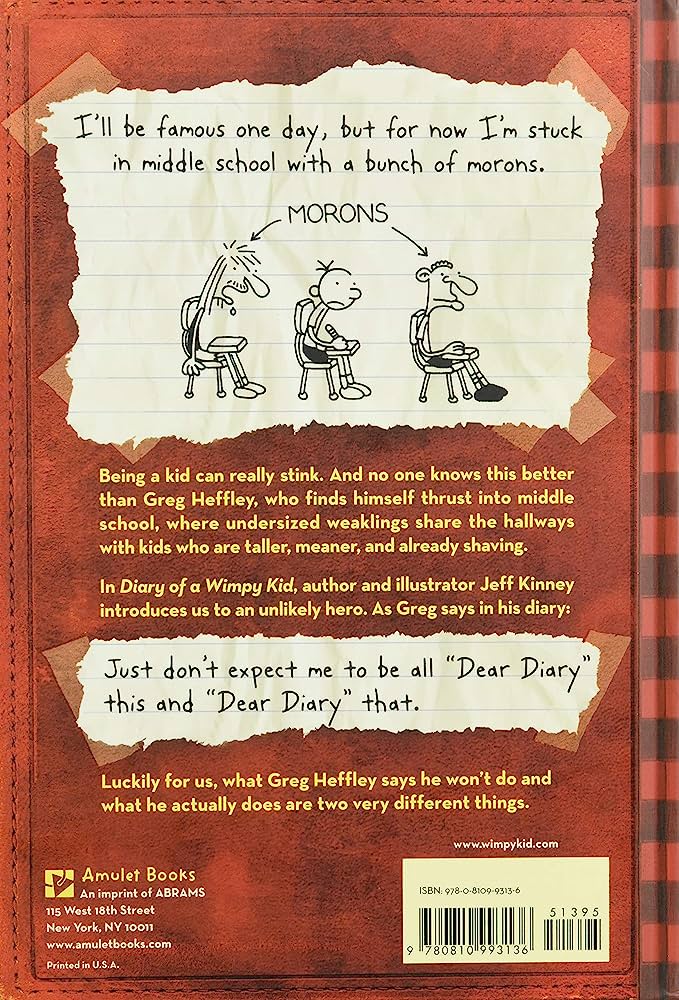 I'll be famous one day, but for now I'm stuck
in middle school with a bunch of morons.
MORONS
Being a kid can really stink. And no one knows this better
than Greg Heffley, who finds himself thrust into middle
school, where undersized weaklings share the hallways
with kids who are taller, meaner, and already shaving.
In Diary of a Wimpy Kid, author and illustrator Jeff Kinney
introduces us to an unlikely hero. As Greg says in his diary:
Just don't expect me to be all “Dear Diary”
this and “Dear Diary” that.
Luckily for us, what Greg Heffley says he won't do and
what he actually does are two very different things.
www.wimpykid.com
Amulet Books
An imprint of ABRAMS
115 West 18th Street
New York, NY 10011
www.amuletbooks.com
Printed in U.S.A.
ISBN: 978-0-8109-9313-6
51395
9 780810 993136